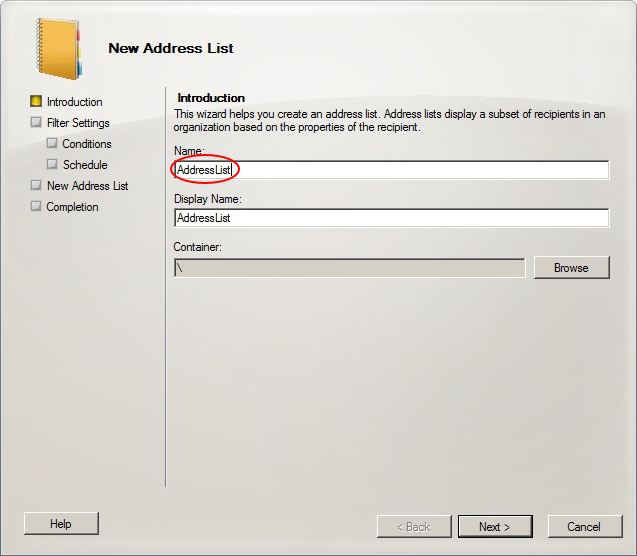 New Address List
Introduction
Filter Settings
Conditions
Schedule
New Address List
Completion
Introduction
This wizard helps you create an address list. Address lists display a subset of recipients in an
organization based on the properties of the recipient.
Name:
AddressList
Display Name:
AddressList
Container:
\
Browse
Help
< Back
Next >
Cancel